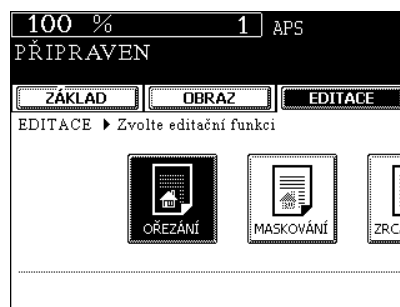 100 % 1 APS
PŘIPRAVEN
ZÁKLAD OBRAZ EDITACE
EDITACE ▶ Zvolte editační funkci
OŘEZÁNÍ MASKOVÁNÍ